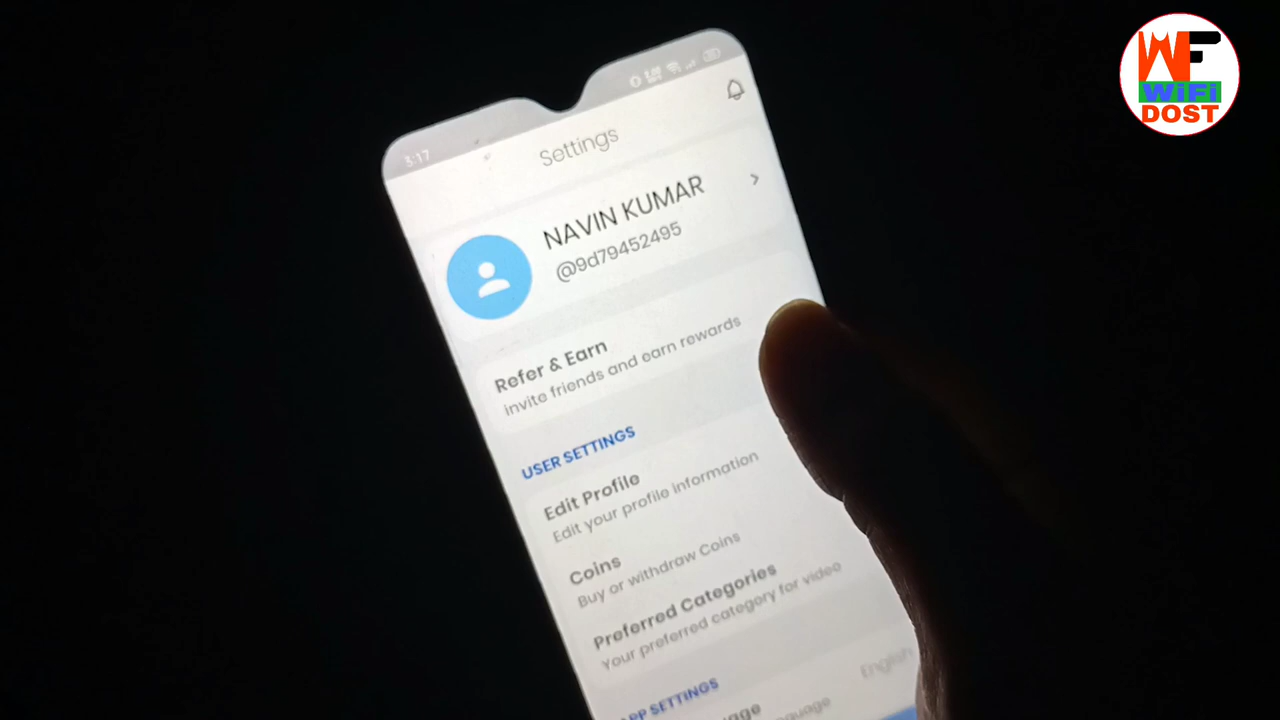 WF
WiFi
DOST
3:17
Settings
NAVIN KUMAR
@9d79452495
Refer & Earn
invite friends and earn rewards
USER SETTINGS
Edit Profile
Edit your profile information
Coins
Buy or withdraw Coins
Preferred Categories
Your preferred category for video
APP SETTINGS
English